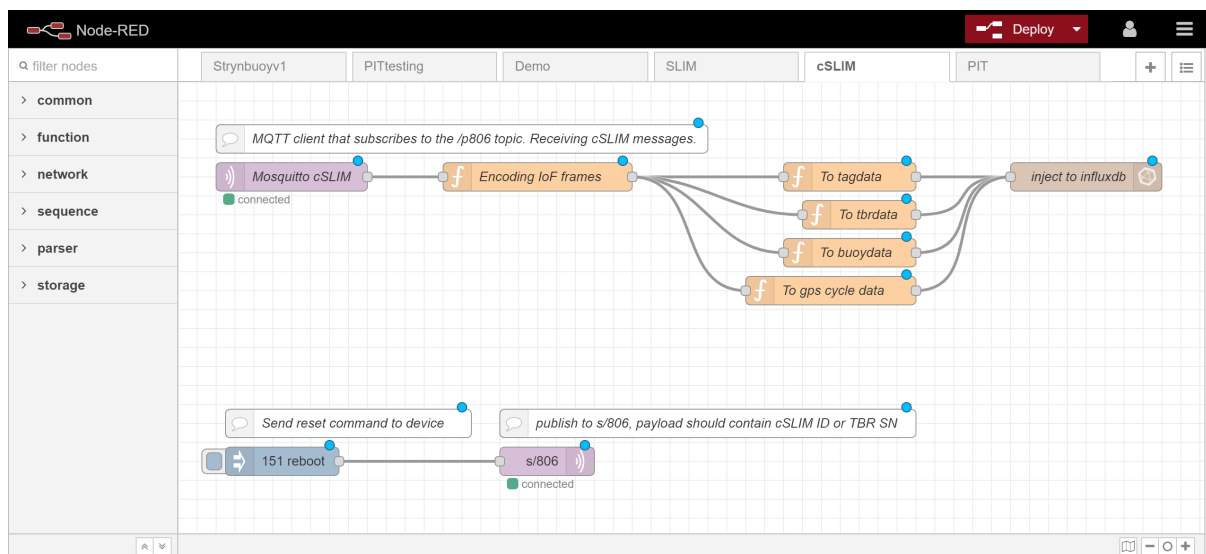 Node-RED
Deploy
filter nodes
Strynbuoyv1
PITtesting
Demo
SLIM
cSLIM
PIT
common
function
network
sequence
parser
storage
MQTT client that subscribes to the /p806 topic. Receiving cSLIM messages.
Mosquitto cSLIM
connected
Encoding IoF frames
To tagdata
To tbrdata
To buoydata
To gps cycle data
inject to influxdb
Send reset command to device
publish to s/806, payload should contain cSLIM ID or TBR SN
151 reboot
s/806
connected